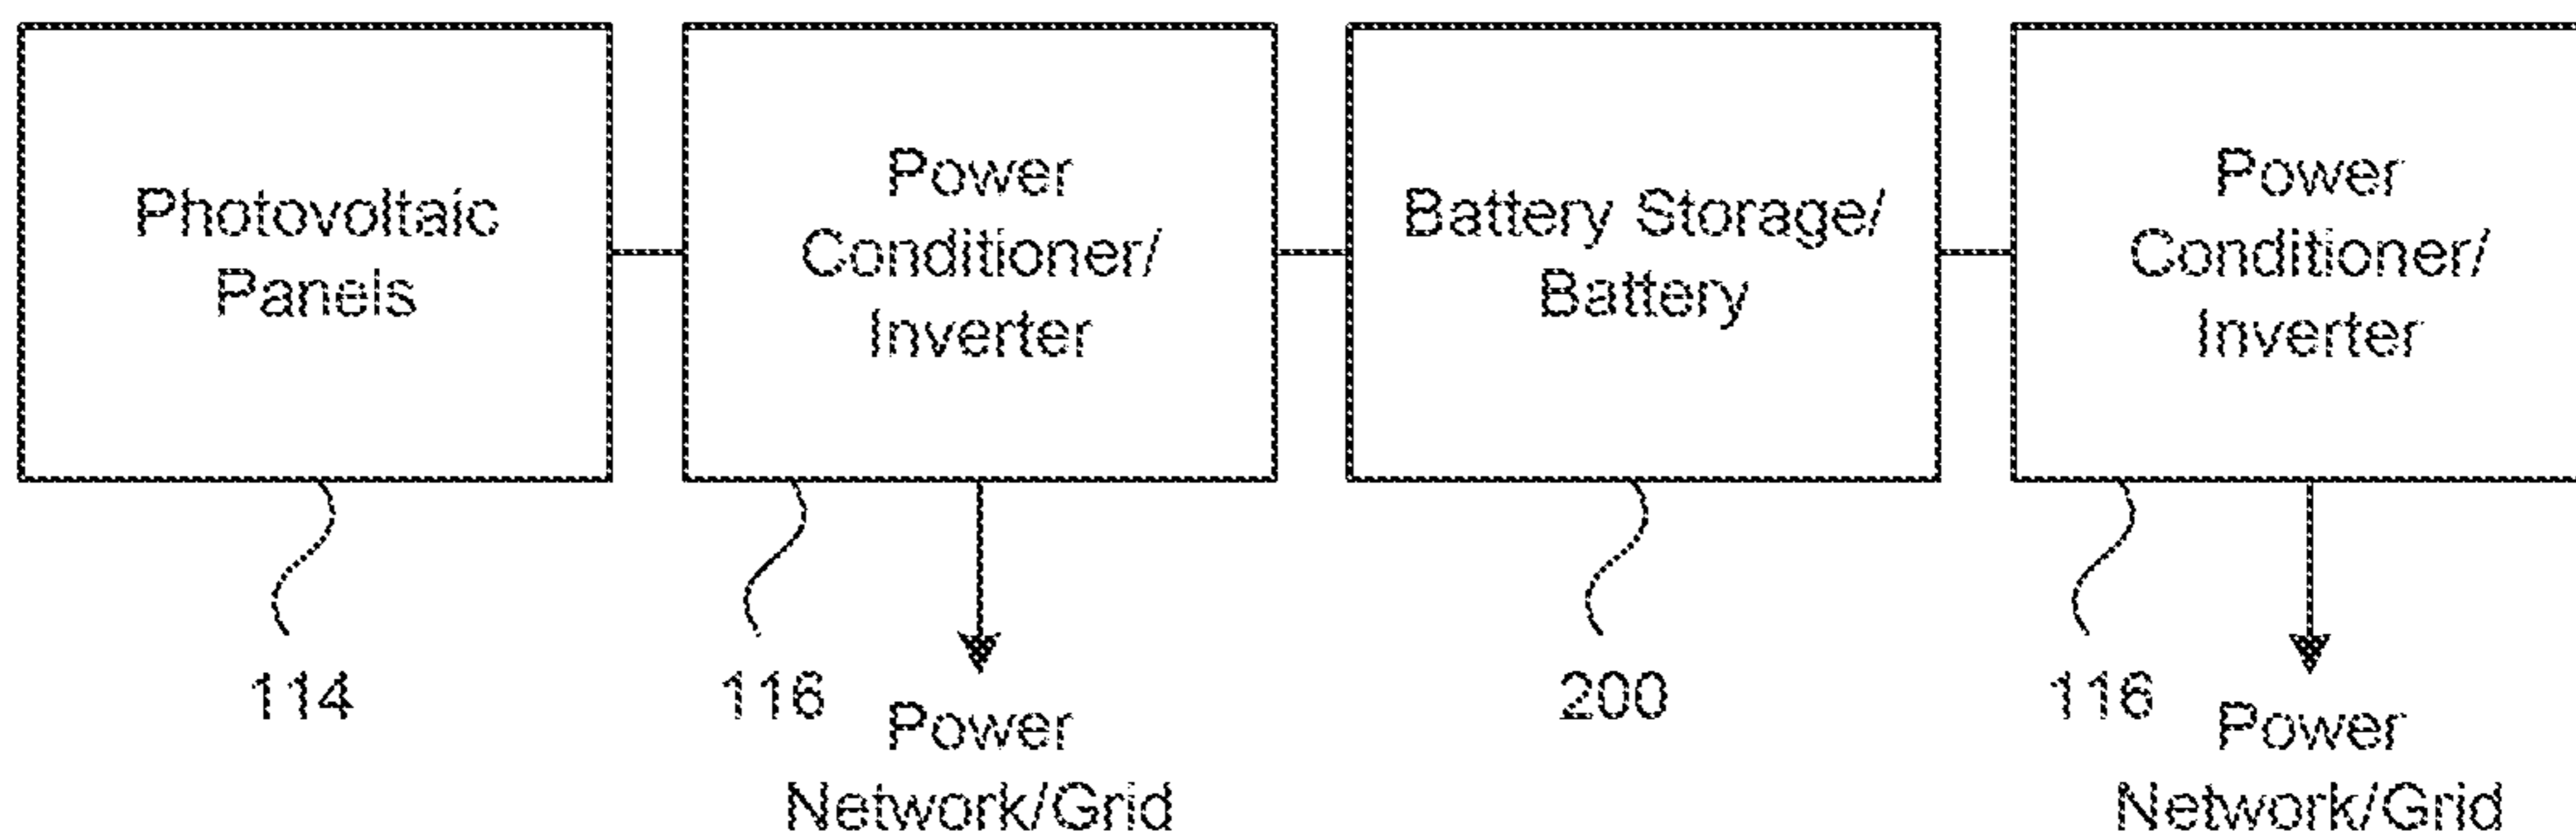 Photovoltaic
Panels
Power
Conditioner/
Inverter
Battery Storage/
Battery
Power
Conditioner/
Inverter
114
116
Power
Network/Grid
200
116
Power
Network/Grid